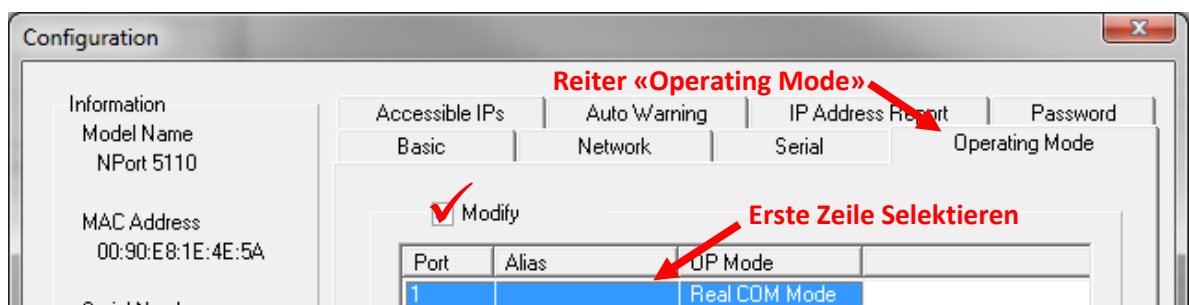 Configuration
Reiter «Operating Mode»
Information
Model Name
NPort 5110
MAC Address
00:90:E8:1E:4E:5A
Accessible IPs
Auto Warning
IP Address Report
Password
Basic
Network
Serial
Operating Mode
Modify
Erste Zeile Selektieren
Port
Alias
OP Mode
1
Real COM Mode